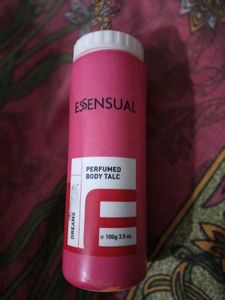 ESSENSUAL
PERFUMED
BODY TALC
DREAMS
e 100g 3.5 oz.